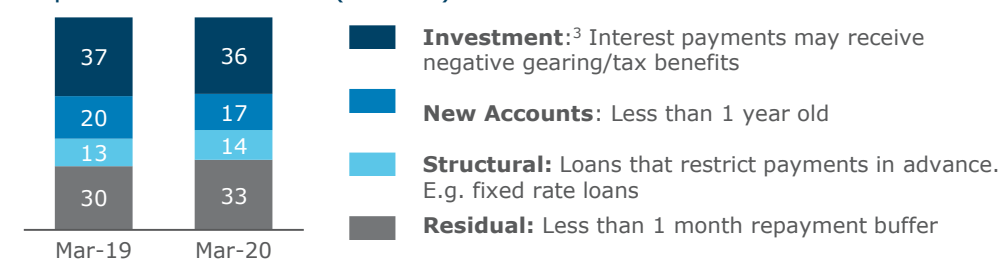 37
36
20
17
13
14
30
33
Mar-19
Mar-20
Investment:³ Interest payments may receive
negative gearing/tax benefits
New Accounts: Less than 1 year old
Structural: Loans that restrict payments in advance.
E.g. fixed rate loans
Residual: Less than 1 month repayment buffer